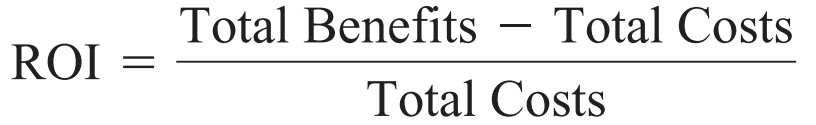 Total Benefits − Total Costs
ROI =
Total Costs